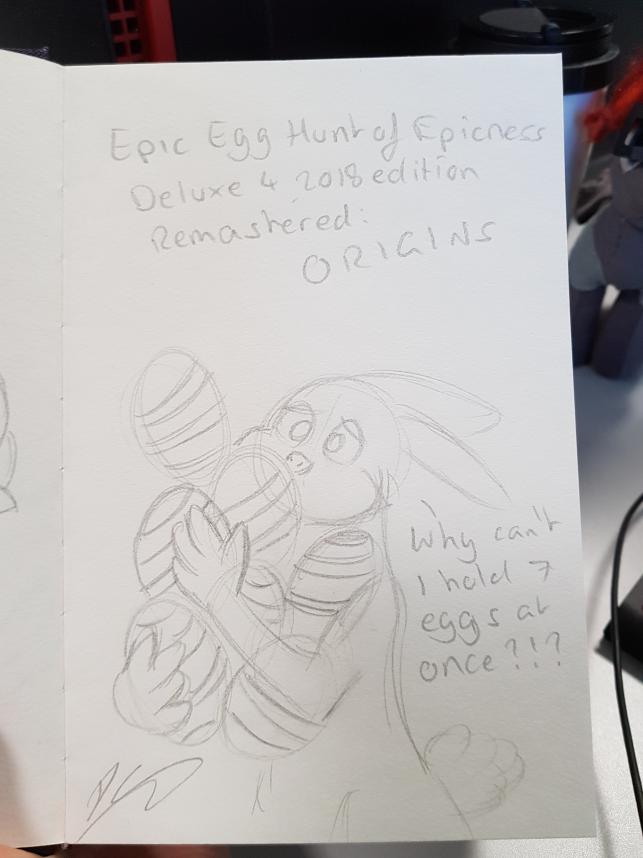 Epic Egg Hunt of Epicness
Deluxe 4 2018 edition
Remastered:
ORIGINS
Why can't
I hold 7
eggs at
once?!?